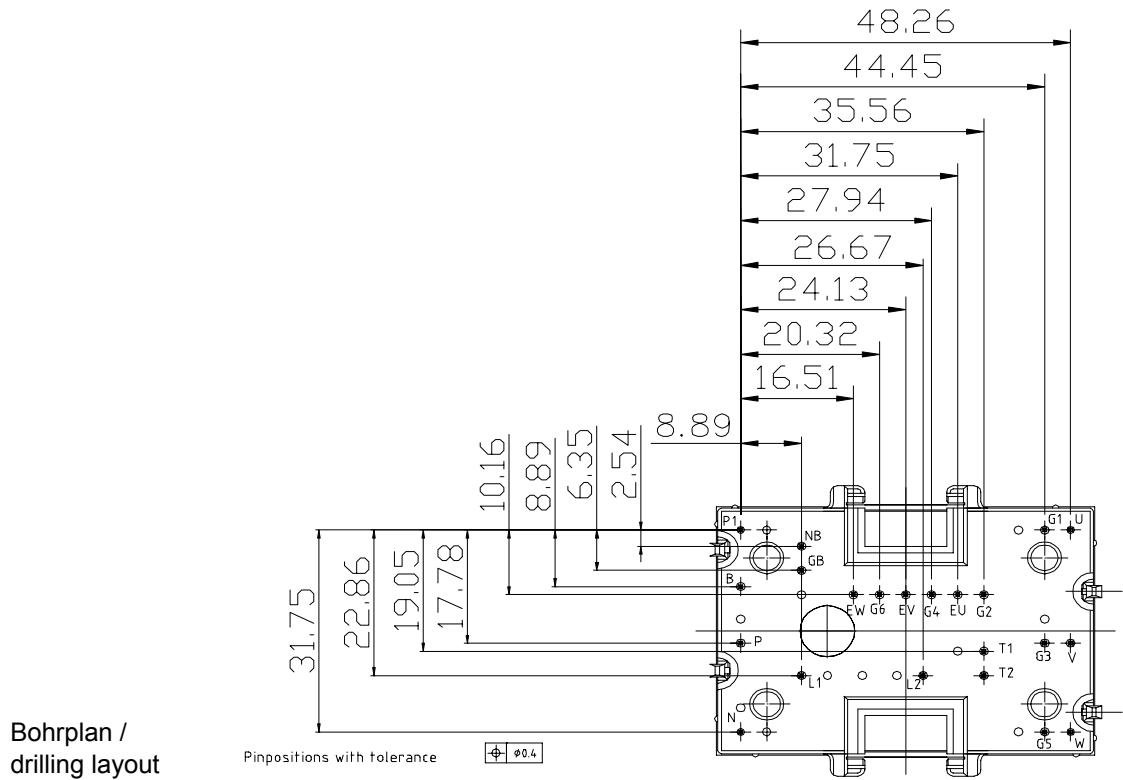 48.26
44.45
35.56
31.75
27.94
26.67
24.13
20.32
16.51
8.89
2.54
6.35
8.89
10.16
P1
G1 U
NB
GB
B
EW G6 EV G4 EU G2
31.75
22.86
19.05
17.78
P
T1
G3 V
L1
L2
T2
N
G5 W
Bohrplan /
drilling layout
Pinpositions with tolerance
⌖ φ0.4